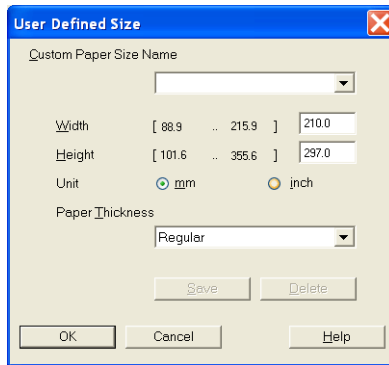 User Defined Size
Custom Paper Size Name
Width [ 88.9 .. 215.9 ] 210.0
Height [ 101.6 .. 355.6 ] 297.0
Unit mm inch
Paper Thickness
Regular
Save Delete
OK Cancel Help